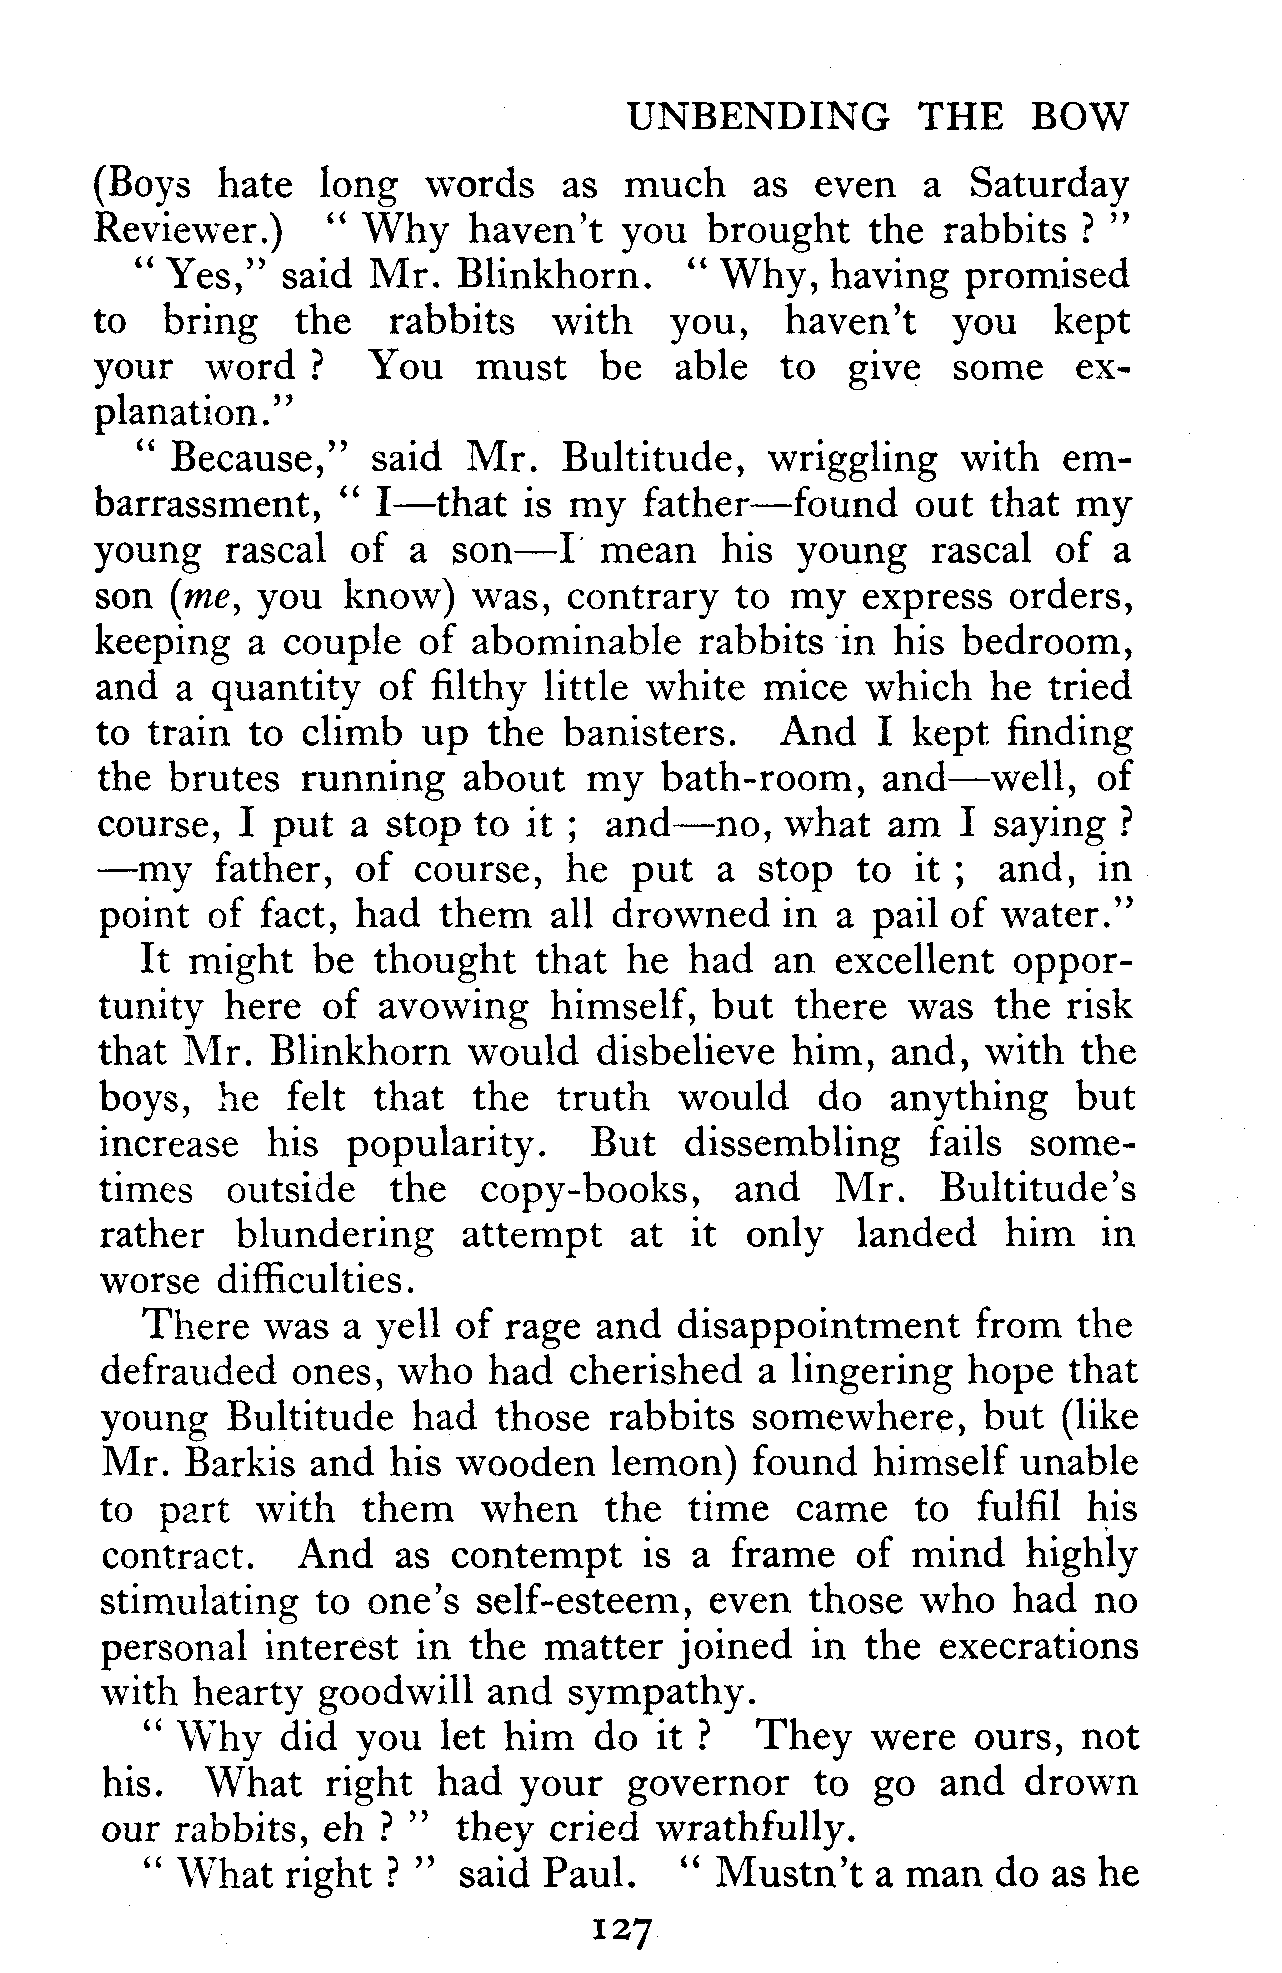 UNBENDING THE BOW
(Boys hate long words as much as even a Saturday
Reviewer.) “ Why haven't you brought the rabbits ? ”
“ Yes,” said Mr. Blinkhorn. “ Why, having promised
to bring the rabbits with you, haven't you kept
your word ? You must be able to give some ex-
planation.”
“ Because,” said Mr. Bultitude, wriggling with em-
barrassment, “ I—that is my father—found out that my
young rascal of a son—I mean his young rascal of a
son (me, you know) was, contrary to my express orders,
keeping a couple of abominable rabbits in his bedroom,
and a quantity of filthy little white mice which he tried
to train to climb up the banisters. And I kept finding
the brutes running about my bath-room, and—well, of
course, I put a stop to it ; and—no, what am I saying ?
—my father, of course, he put a stop to it ; and, in
point of fact, had them all drowned in a pail of water.”
It might be thought that he had an excellent oppor-
tunity here of avowing himself, but there was the risk
that Mr. Blinkhorn would disbelieve him, and, with the
boys, he felt that the truth would do anything but
increase his popularity. But dissembling fails some-
times outside the copy-books, and Mr. Bultitude's
rather blundering attempt at it only landed him in
worse difficulties.
There was a yell of rage and disappointment from the
defrauded ones, who had cherished a lingering hope that
young Bultitude had those rabbits somewhere, but (like
Mr. Barkis and his wooden lemon) found himself unable
to part with them when the time came to fulfil his
contract. And as contempt is a frame of mind highly
stimulating to one's self-esteem, even those who had no
personal interest in the matter joined in the execrations
with hearty goodwill and sympathy.
“ Why did you let him do it ? They were ours, not
his. What right had your governor to go and drown
our rabbits, eh ? ” they cried wrathfully.
“ What right ? ” said Paul. “ Mustn't a man do as he
127